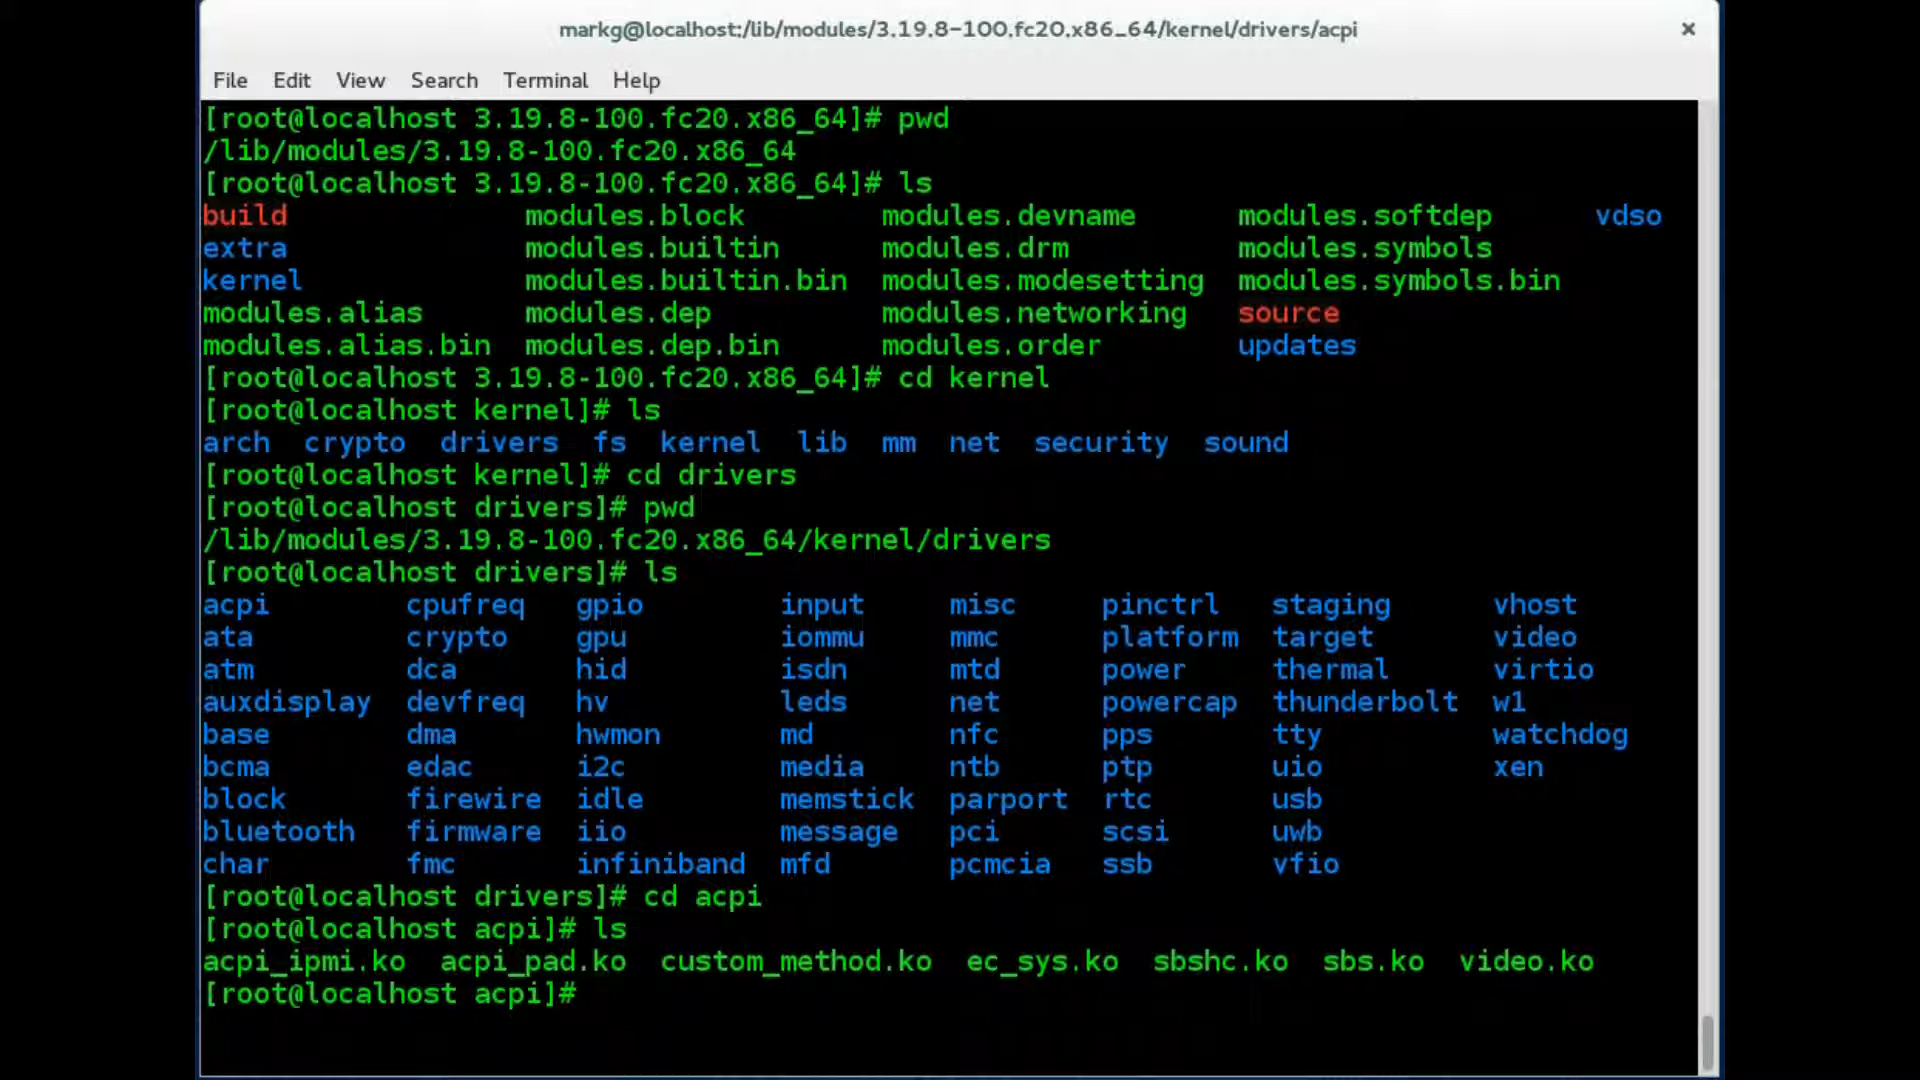 markg@localhost:/lib/modules/3.19.8-100.fc20.x86_64/kernel/drivers/acpi ×
File Edit View Search Terminal Help
[root@localhost 3.19.8-100.fc20.x86_64]# pwd
/lib/modules/3.19.8-100.fc20.x86_64
[root@localhost 3.19.8-100.fc20.x86_64]# ls
build modules.block modules.devname modules.softdep vdso
extra modules.builtin modules.drm modules.symbols
kernel modules.builtin.bin modules.modesetting modules.symbols.bin
modules.alias modules.dep modules.networking source
modules.alias.bin modules.dep.bin modules.order updates
[root@localhost 3.19.8-100.fc20.x86_64]# cd kernel
[root@localhost kernel]# ls
arch crypto drivers fs kernel lib mm net security sound
[root@localhost kernel]# cd drivers
[root@localhost drivers]# pwd
/lib/modules/3.19.8-100.fc20.x86_64/kernel/drivers
[root@localhost drivers]# ls
acpi cpufreq gpio input misc pinctrl staging vhost
ata crypto gpu iommu mmc platform target video
atm dca hid isdn mtd power thermal virtio
auxdisplay devfreq hv leds net powercap thunderbolt w1
base dma hwmon md nfc pps tty watchdog
bcma edac i2c media ntb ptp uio xen
block firewire idle memstick parport rtc usb
bluetooth firmware iio message pci scsi uwb
char fmc infiniband mfd pcmcia ssb vfio
[root@localhost drivers]# cd acpi
[root@localhost acpi]# ls
acpi_ipmi.ko acpi_pad.ko custom_method.ko ec_sys.ko sbshc.ko sbs.ko video.ko
[root@localhost acpi]#